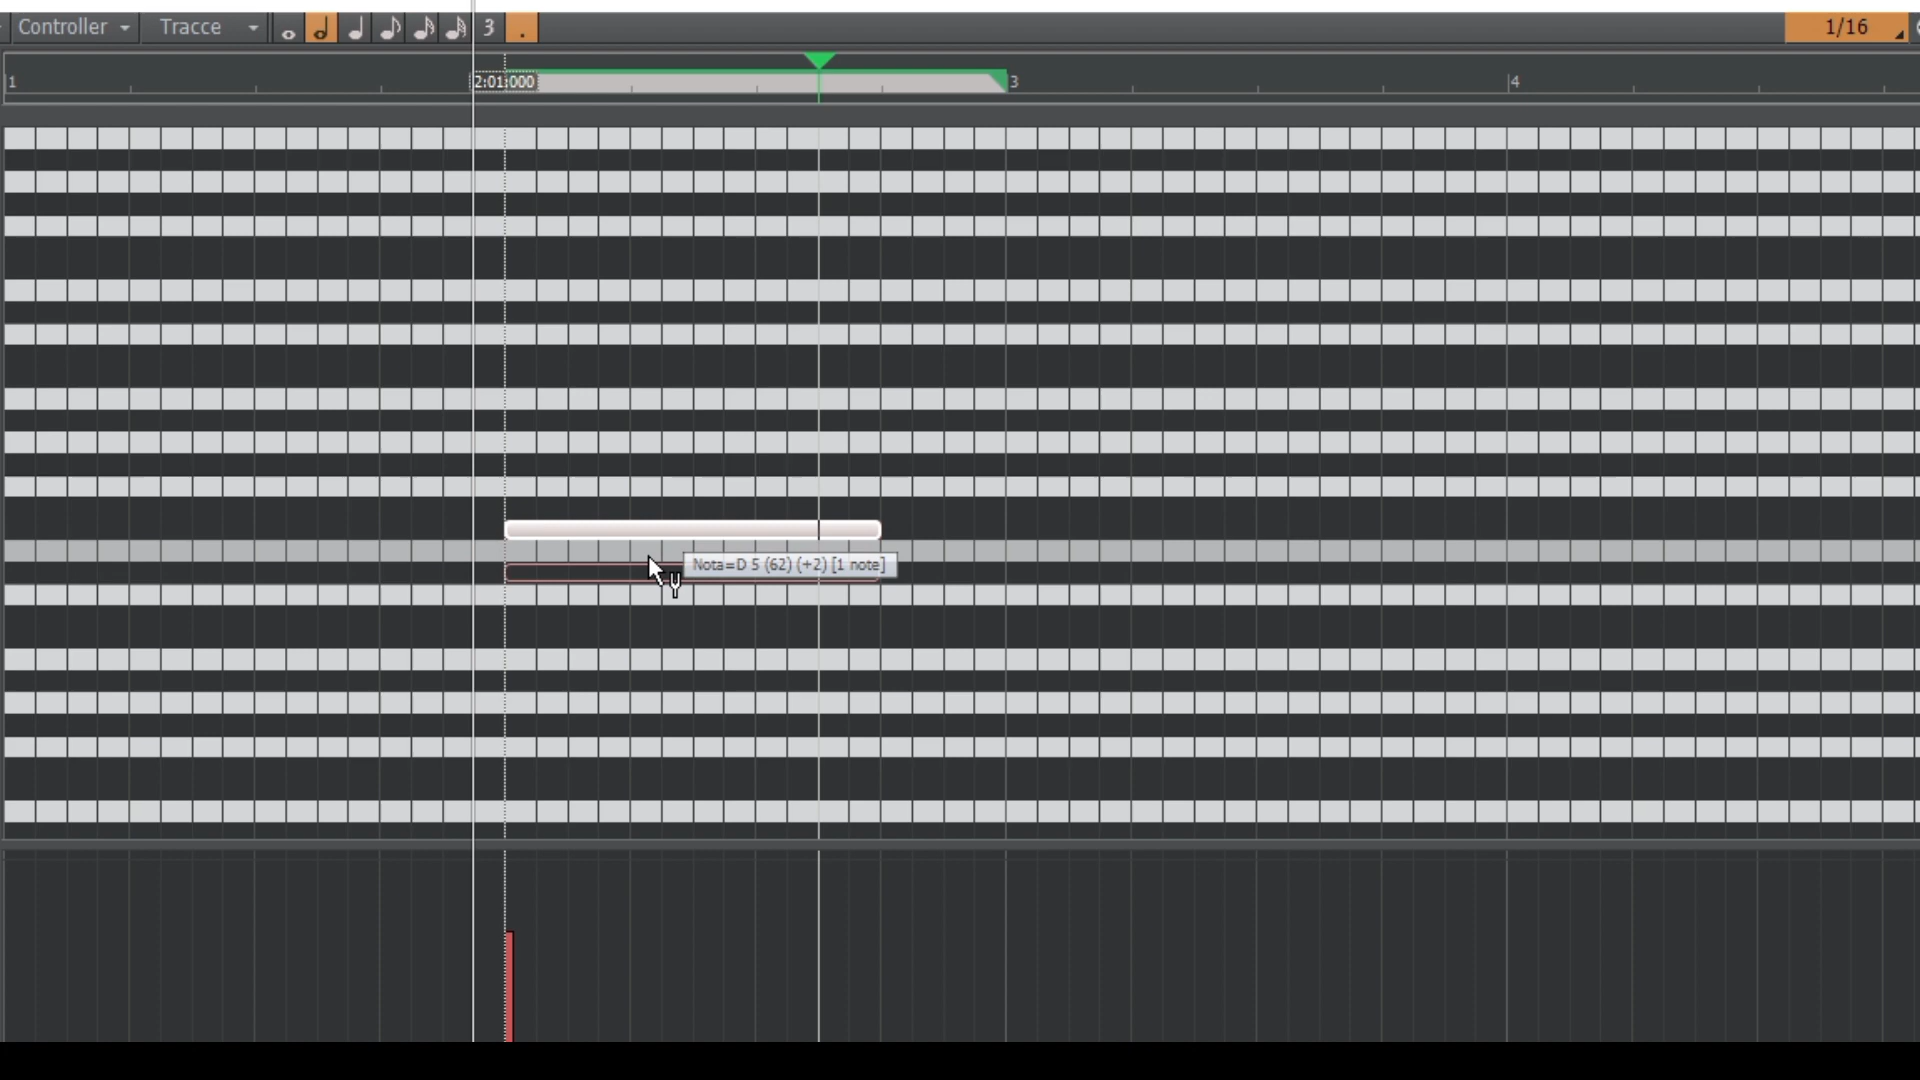 Controller
Tracce
3
.
1/16
1
2:01:000
3
4
Nota=D 5 (62) (+2) [1 note]